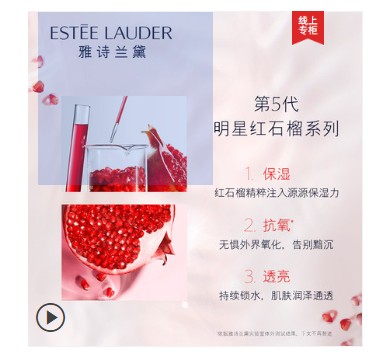 ESTĒE LAUDER
雅诗兰黛
线上
专柜
第5代
明星红石榴系列
1. 保湿
红石榴精粹注入源源保湿力
2. 抗氧*
无惧外界氧化，告别黯沉
3. 透亮
持续锁水，肌肤润泽通透